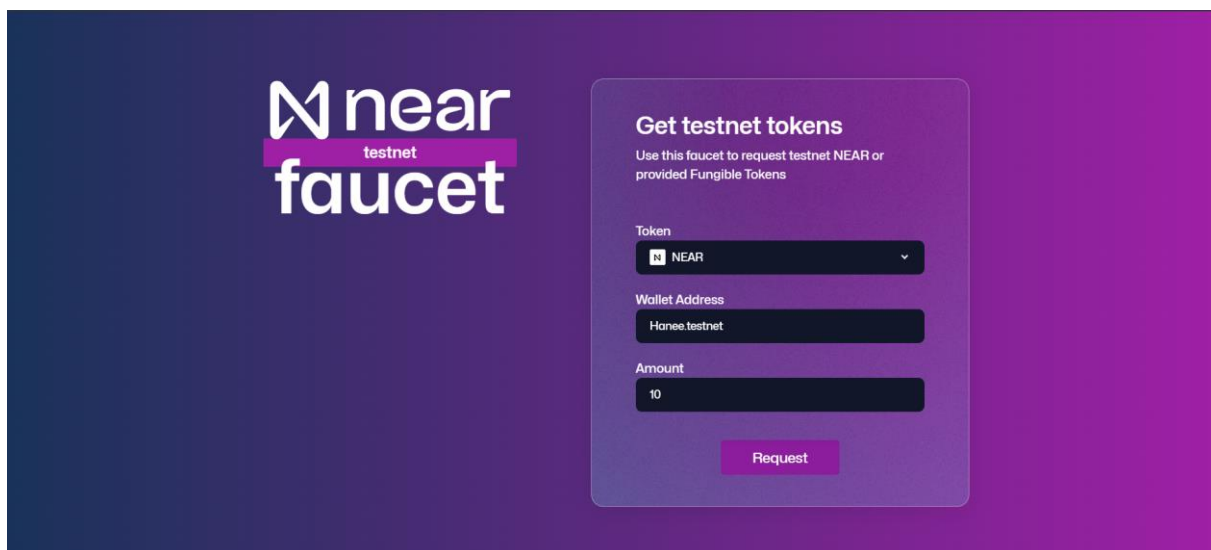 near
testnet
faucet
Get testnet tokens
Use this faucet to request testnet NEAR or
provided Fungible Tokens
Token
NEAR
Wallet Address
Hanee.testnet
Amount
10
Request